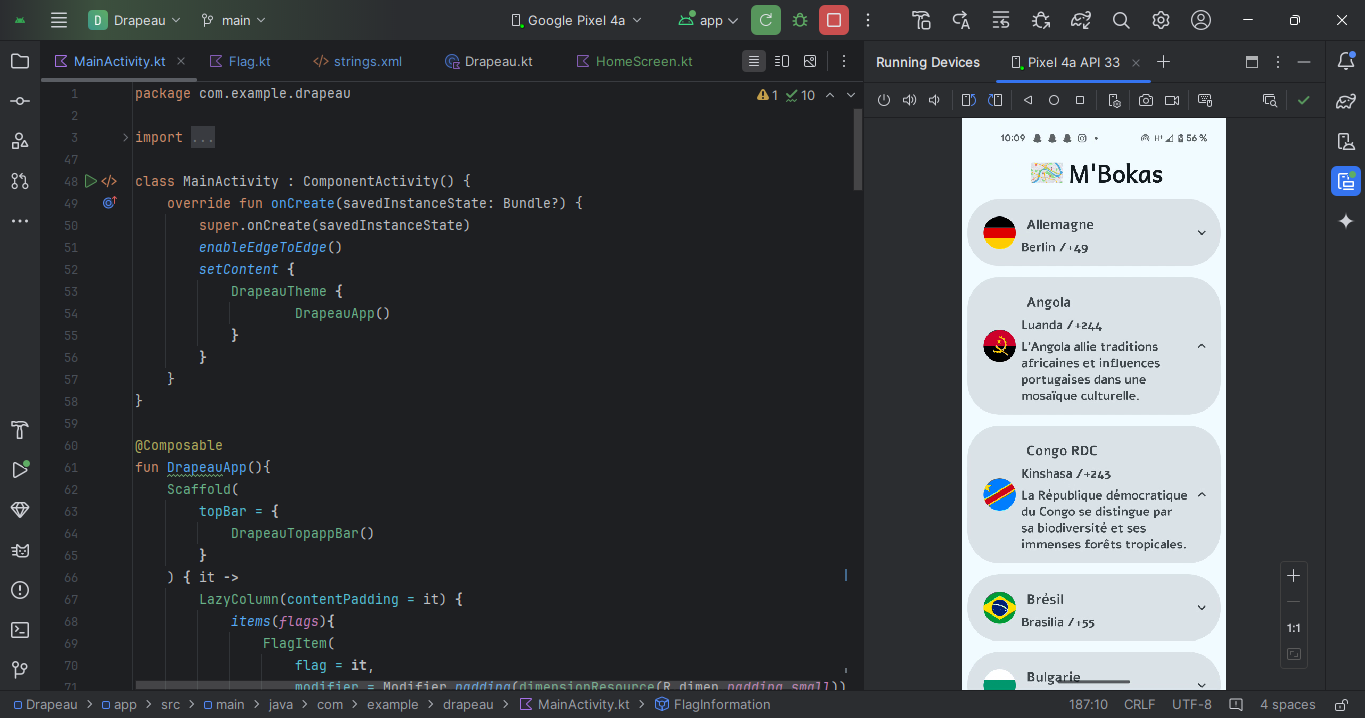 D Drapeau main Google Pixel 4a app
MainActivity.kt Flag.kt strings.xml Drapeau.kt HomeScreen.kt
Running Devices Pixel 4a API 33
1 package com.example.drapeau 1 10
2
3 import ...
47
48 class MainActivity : ComponentActivity() {
49 override fun onCreate(savedInstanceState: Bundle?) {
50 super.onCreate(savedInstanceState)
51 enableEdgeToEdge()
52 setContent {
53 DrapeauTheme {
54 DrapeauApp()
55 }
56 }
57 }
58 }
59
60 @Composable
61 fun DrapeauApp(){
62 Scaffold(
63 topBar = {
64 DrapeauTopappBar()
65 }
66 ) { it ->
67 LazyColumn(contentPadding = it) {
68 items(flags){
69 FlagItem(
70 flag = it,
71 modifier = Modifier.padding(dimensionResource(R.dimen.padding_small))
10:09 H+ 56 %
M'Bokas
Allemagne
Berlin /+49
Angola
Luanda /+244
L'Angola allie traditions
africaines et influences
portugaises dans une
mosaïque culturelle.
Congo RDC
Kinshasa /+243
La République démocratique
du Congo se distingue par
sa biodiversité et ses
immenses forêts tropicales.
Brésil
Brasilia /+55
Bulgarie
1:1
Drapeau > app > src > main > java > com > example > drapeau > MainActivity.kt > FlagInformation
187:10 CRLF UTF-8 4 spaces